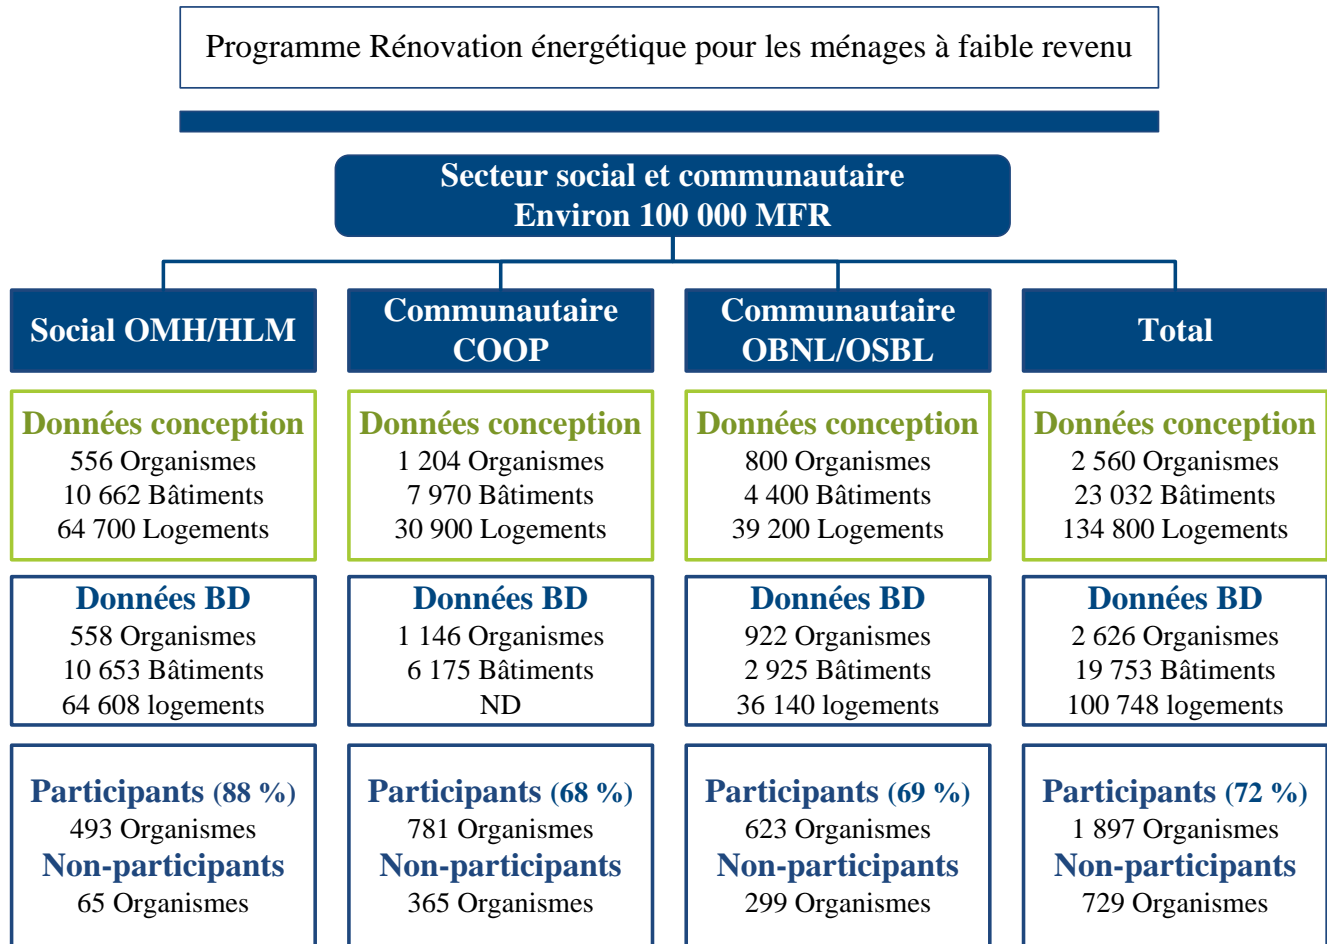 Programme Rénovation énergétique pour les ménages à faible revenu
Secteur social et communautaire
Environ 100 000 MFR
Social OMH/HLM
Données conception
556 Organismes
10 662 Bâtiments
64 700 Logements
Données BD
558 Organismes
10 653 Bâtiments
64 608 logements
Participants (88 %)
493 Organismes
Non-participants
65 Organismes
Communautaire
COOP
Données conception
1 204 Organismes
7 970 Bâtiments
30 900 Logements
Données BD
1 146 Organismes
6 175 Bâtiments
ND
Participants (68 %)
781 Organismes
Non-participants
365 Organismes
Communautaire
OBNL/OSBL
Données conception
800 Organismes
4 400 Bâtiments
39 200 Logements
Données BD
922 Organismes
2 925 Bâtiments
36 140 logements
Participants (69 %)
623 Organismes
Non-participants
299 Organismes
Total
Données conception
2 560 Organismes
23 032 Bâtiments
134 800 Logements
Données BD
2 626 Organismes
19 753 Bâtiments
100 748 logements
Participants (72 %)
1 897 Organismes
Non-participants
729 Organismes